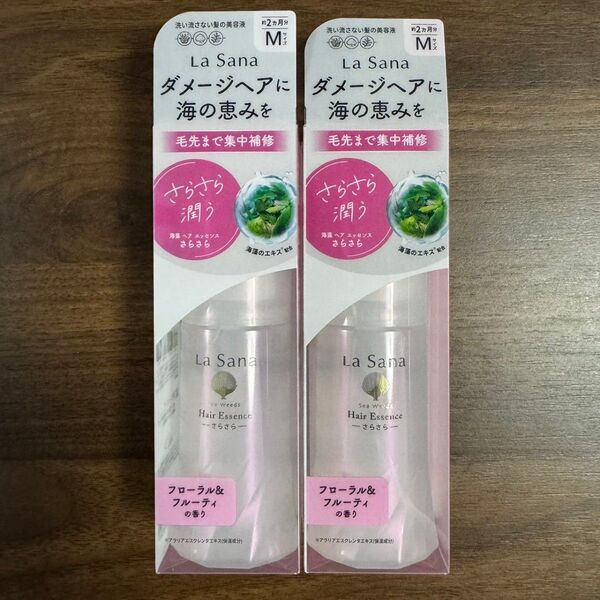 洗い流さない髪の美容液
約2ヵ月分
Mサイズ
La Sana
ダメージヘアに
海の恵みを
毛先まで集中補修
さらさら
潤う
海藻 ヘア エッセンス
さらさら
海藻のエキス*配合
La Sana
Sea Weeds
Hair Essence
さらさら
フローラル&
フルーティ
の香り
※アラリアエスクレンタエキス(保湿成分)
洗い流さない髪の美容液
約2ヵ月分
Mサイズ
La Sana
ダメージヘアに
海の恵みを
毛先まで集中補修
さらさら
潤う
海藻 ヘア エッセンス
さらさら
海藻のエキス*配合
La Sana
Sea Weeds
Hair Essence
さらさら
フローラル&
フルーティ
の香り
※アラリアエスクレンタエキス(保湿成分)